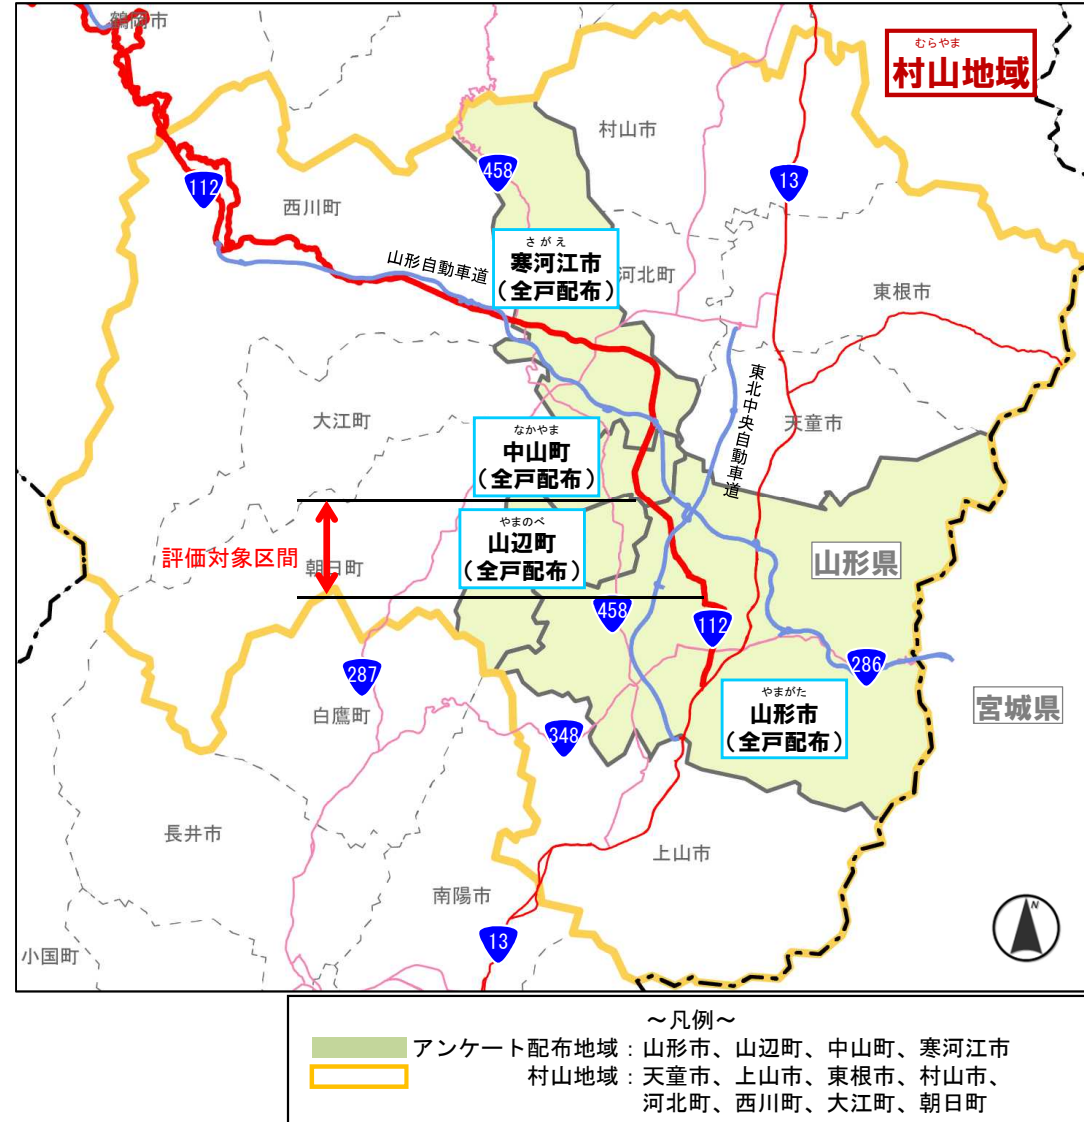 鶴岡市
むらやま
村山地域
村山市
458
13
112
西川町
山形自動車道
さがえ
寒河江市
（全戸配布）
河北町
東根市
東北中央自動車道
大江町
天童市
なかやま
中山町
（全戸配布）
やまのべ
山辺町
（全戸配布）
評価対象区間
朝日町
山形県
458
112
286
287
宮城県
やまがた
山形市
（全戸配布）
白鷹町
348
長井市
上山市
南陽市
13
小国町
N
～凡例～
アンケート配布地域：山形市、山辺町、中山町、寒河江市
村山地域：天童市、上山市、東根市、村山市、
河北町、西川町、大江町、朝日町